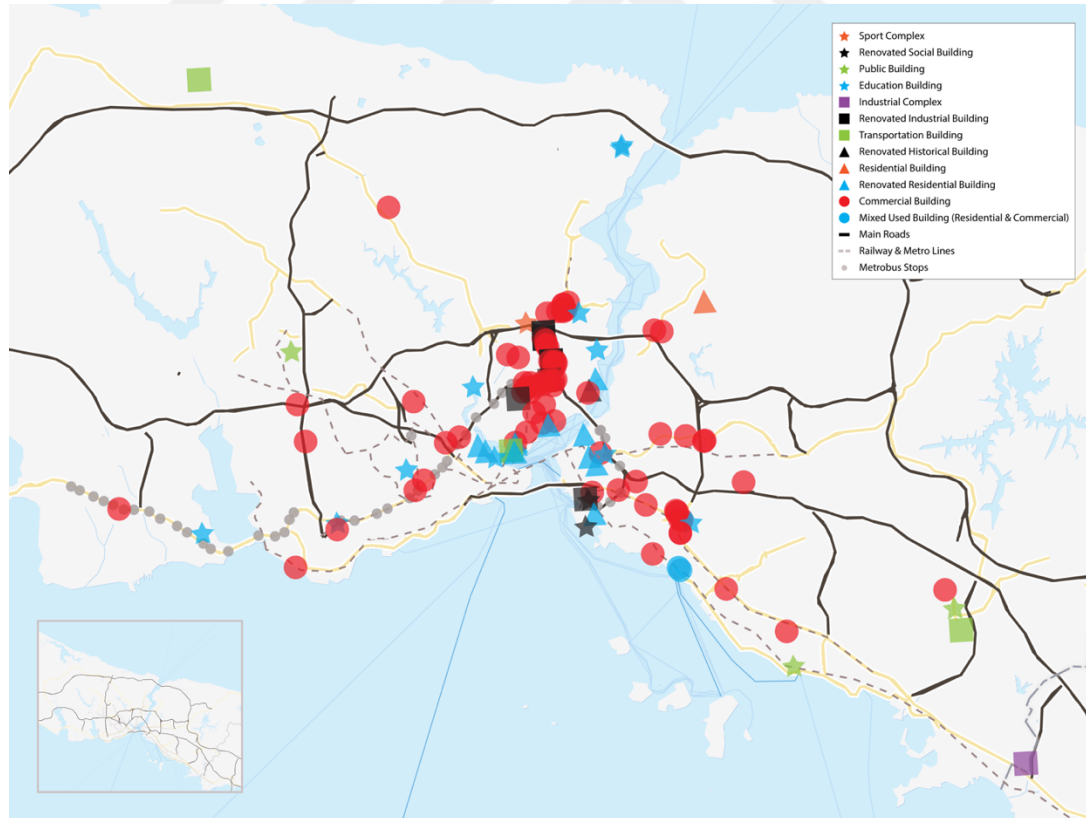 Sport Complex
Renovated Social Building
Public Building
Education Building
Industrial Complex
Renovated Industrial Building
Transportation Building
Renovated Historical Building
Residential Building
Renovated Residential Building
Commercial Building
Mixed Used Building (Residential & Commercial)
Main Roads
Railway & Metro Lines
Metrobus Stops